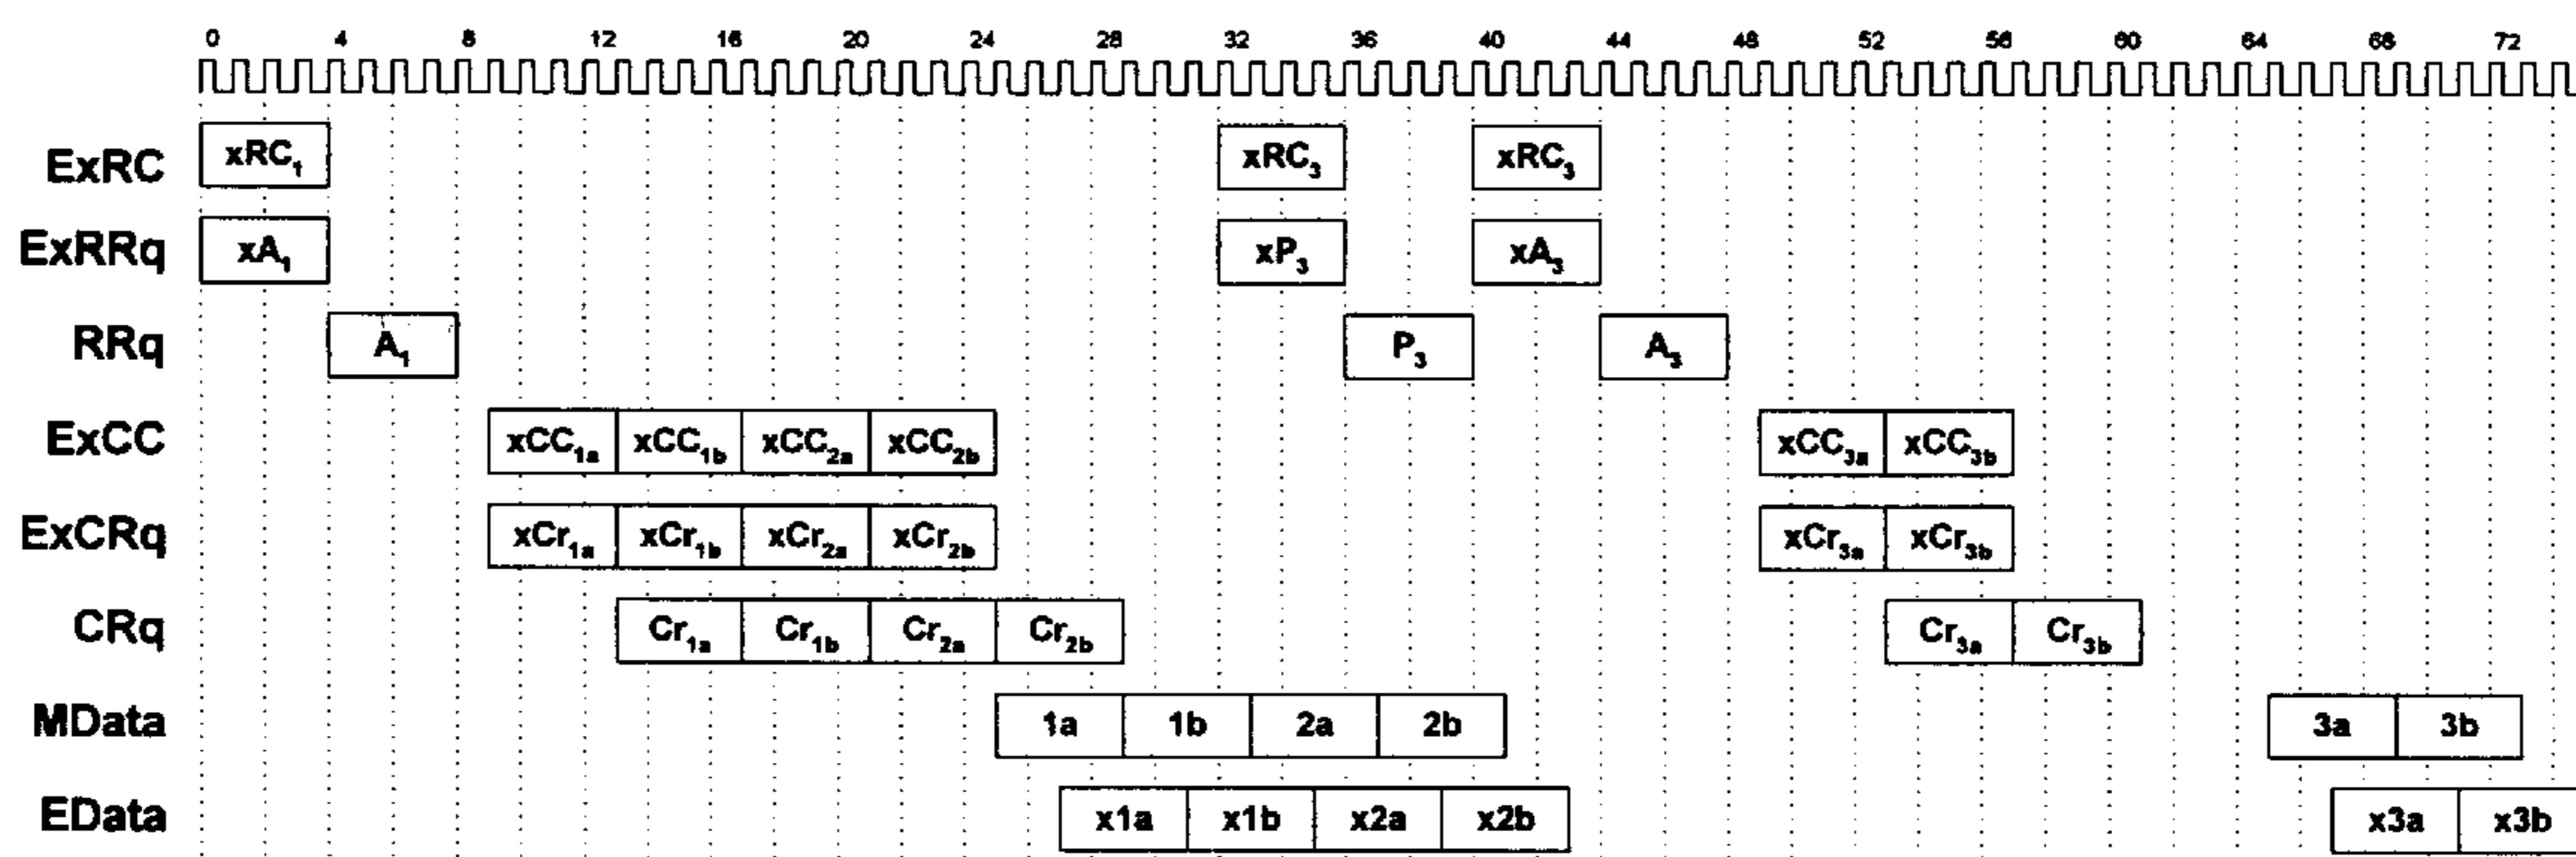 0 4 8 12 16 20 24 28 32 36 40 44 48 52 56 60 64 68 72
ExRC xRC₁ xRC₃ xRC₃
ExRRq xA₁ xP₃ xA₃
RRq A₁ P₃ A₃
ExCC xCC₁ₐ xCC₁b xCC₂ₐ xCC₂b xCC₃ₐ xCC₃b
ExCRq xCr₁ₐ xCr₁b xCr₂ₐ xCr₂b xCr₃ₐ xCr₃b
CRq Cr₁ₐ Cr₁b Cr₂ₐ Cr₂b Cr₃ₐ Cr₃b
MData 1a 1b 2a 2b 3a 3b
EData x1a x1b x2a x2b x3a x3b